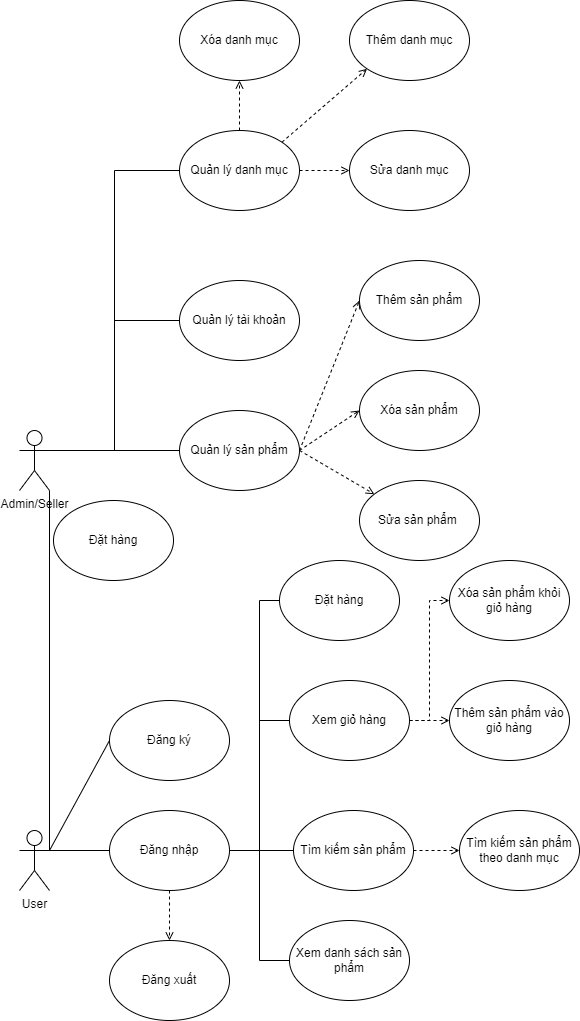 Xóa danh mục
Thêm danh mục
Quản lý danh mục
Sửa danh mục
Quản lý tài khoản
Thêm sản phẩm
Xóa sản phẩm
Quản lý sản phẩm
Admin/Seller
Sửa sản phẩm
Đặt hàng
Đặt hàng
Xóa sản phẩm khỏi
giỏ hàng
Xem giỏ hàng
Thêm sản phẩm vào
giỏ hàng
Đăng ký
Đăng nhập
Tìm kiếm sản phẩm
Tìm kiếm sản phẩm
theo danh mục
User
Xem danh sách sản
phẩm
Đăng xuất